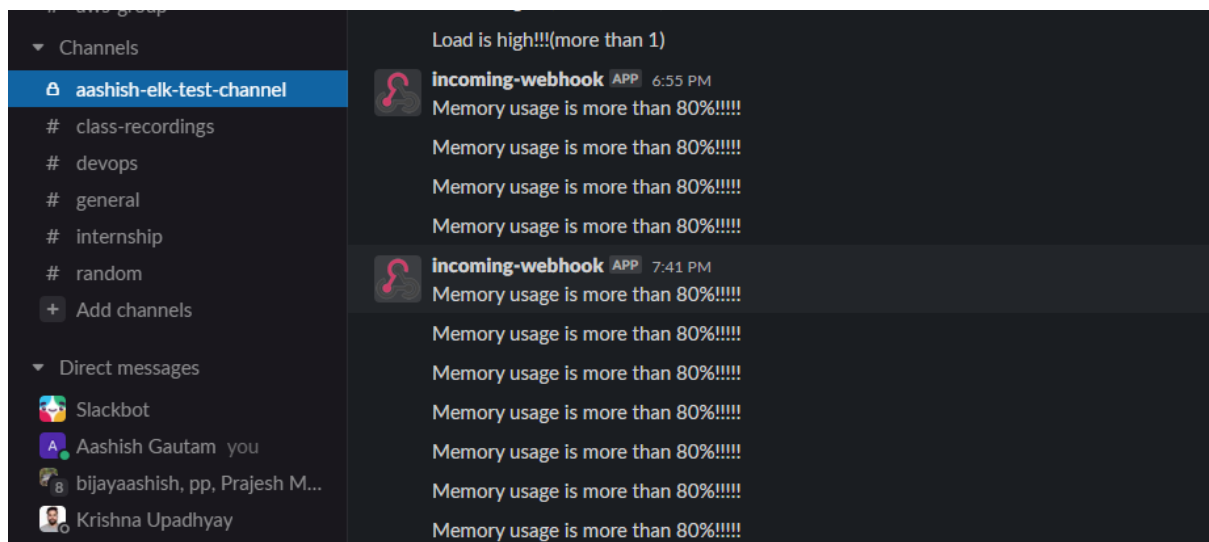 aws-group
Channels
aashish-elk-test-channel
# class-recordings
# devops
# general
# internship
# random
+ Add channels
Direct messages
Slackbot
A Aashish Gautam you
8 bijayaashish, pp, Prajesh M...
Krishna Upadhyay
Load is high!!!(more than 1)
incoming-webhook APP 6:55 PM
Memory usage is more than 80%!!!!!
Memory usage is more than 80%!!!!!
Memory usage is more than 80%!!!!!
Memory usage is more than 80%!!!!!
incoming-webhook APP 7:41 PM
Memory usage is more than 80%!!!!!
Memory usage is more than 80%!!!!!
Memory usage is more than 80%!!!!!
Memory usage is more than 80%!!!!!
Memory usage is more than 80%!!!!!
Memory usage is more than 80%!!!!!
Memory usage is more than 80%!!!!!